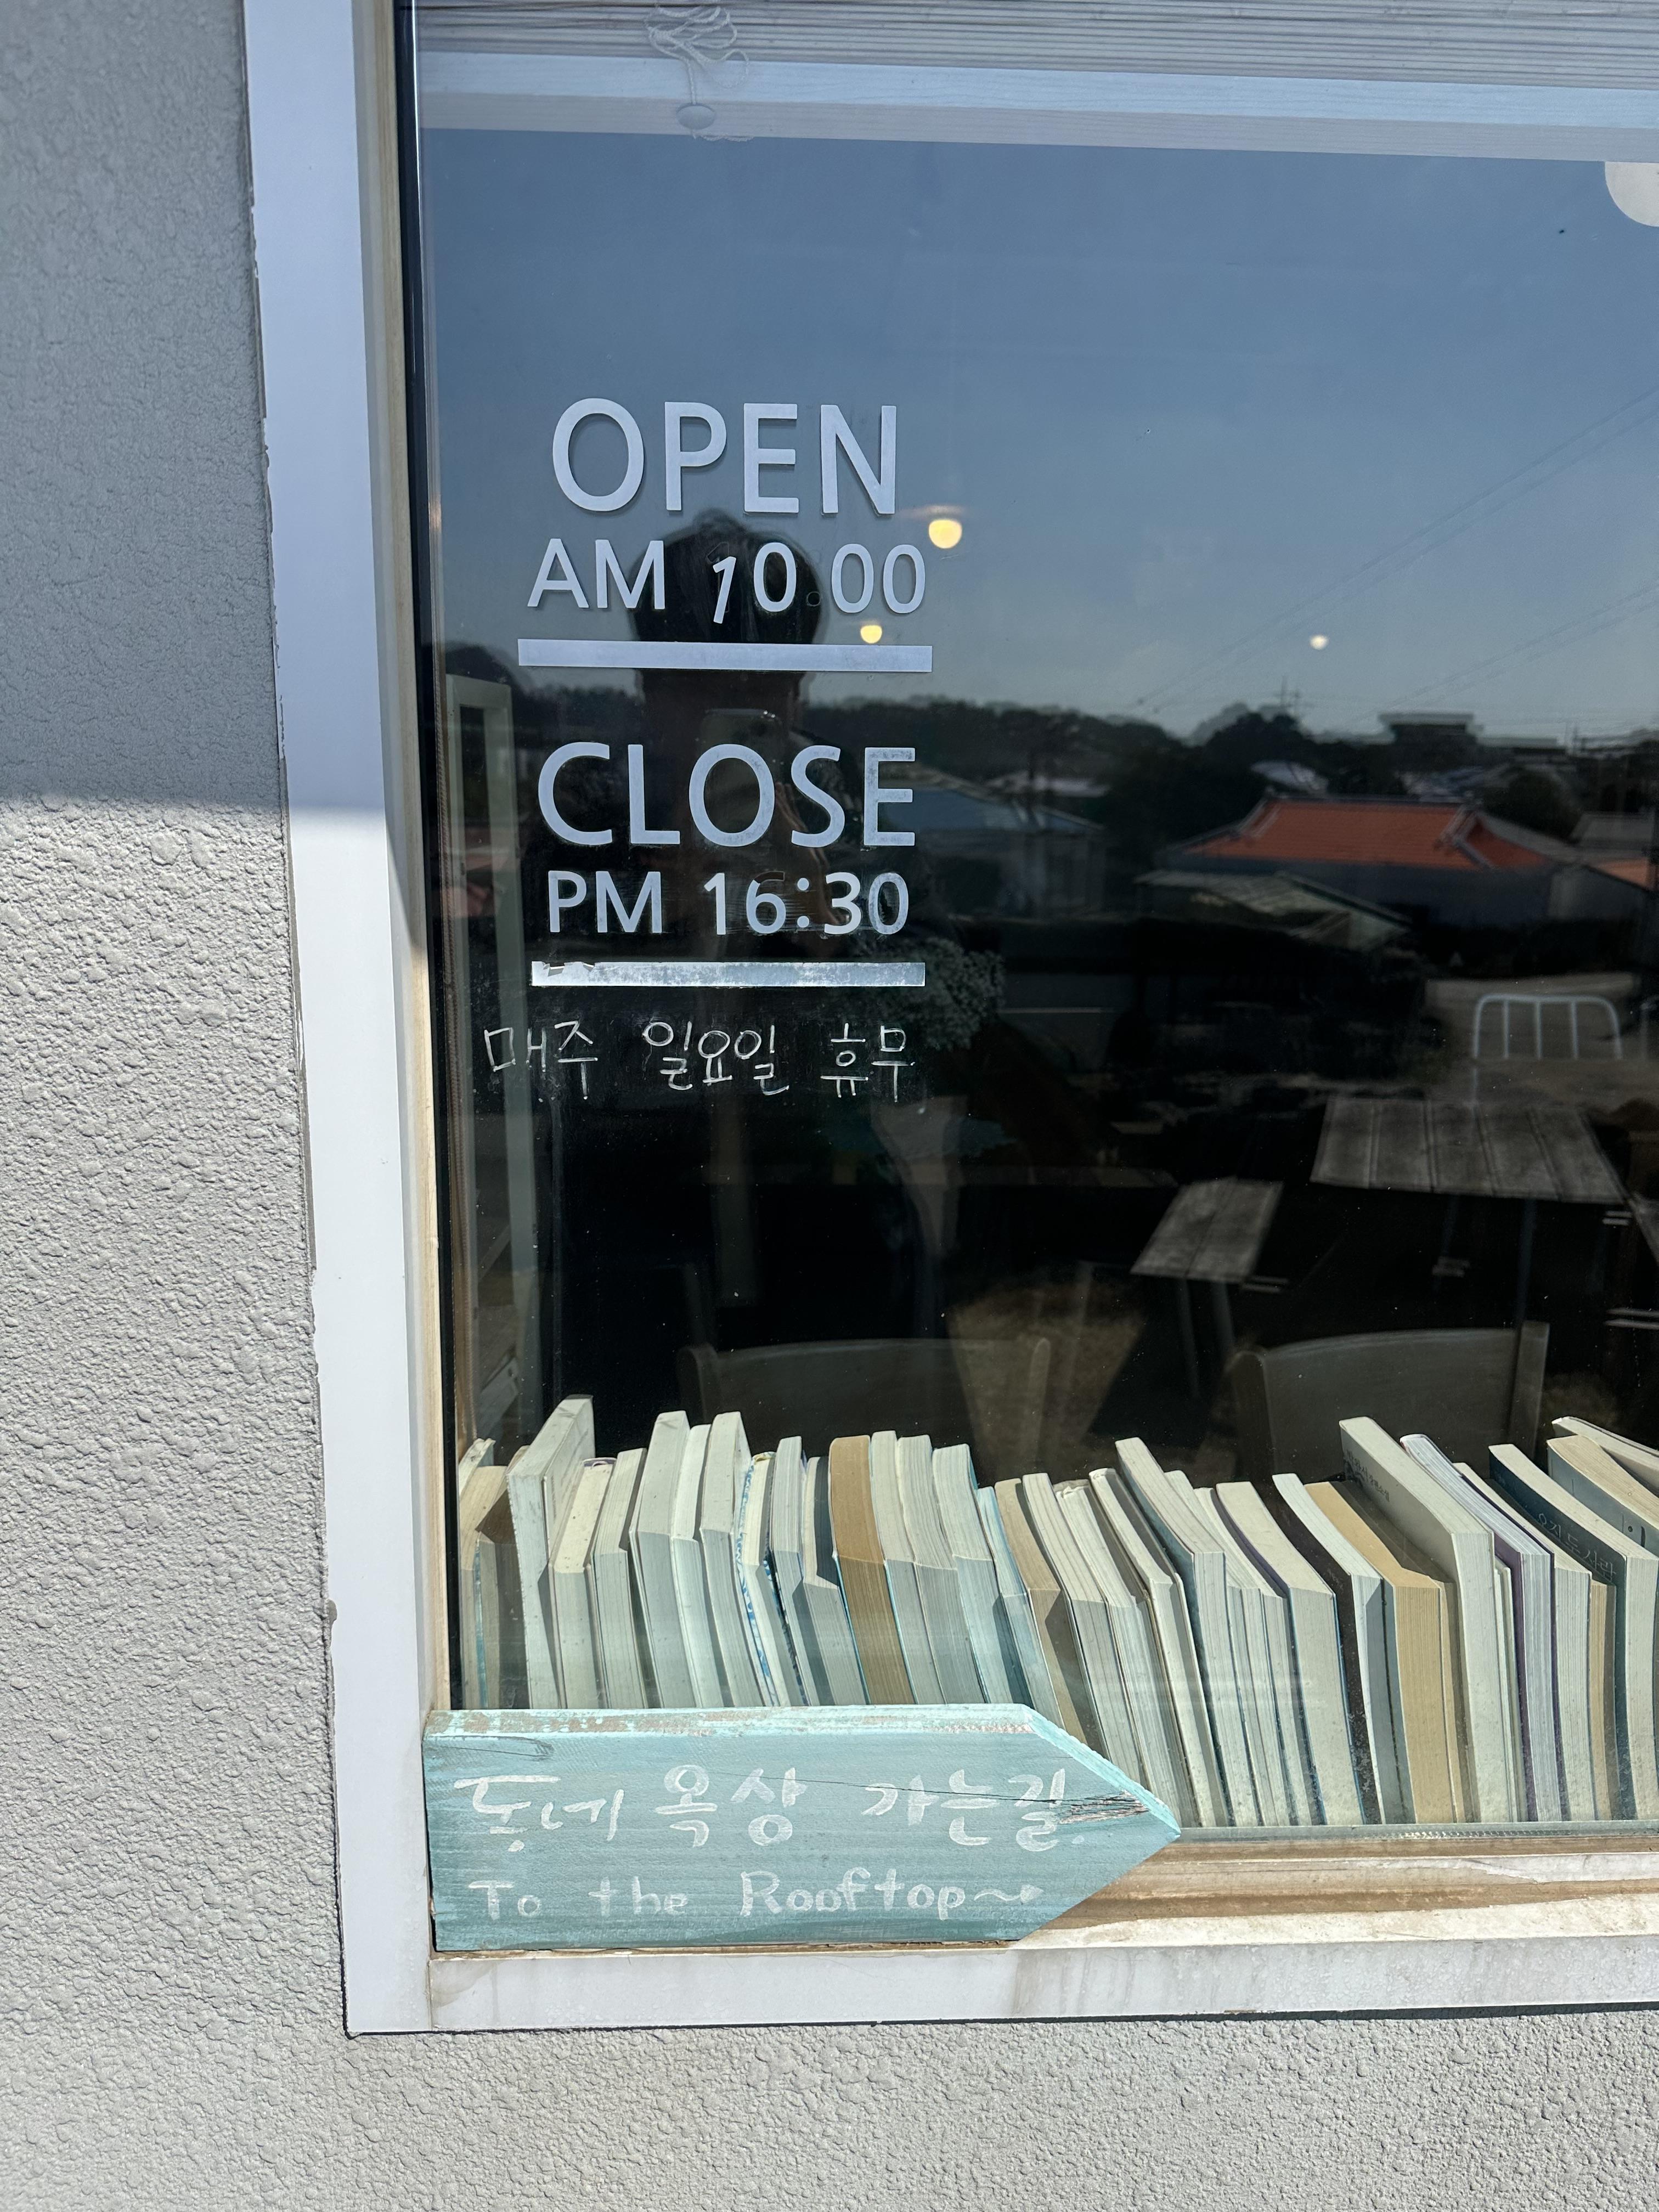 OPEN
AM 10 00
CLOSE
PM 16:30
매주 일요일 휴무
동네 옥상 가는길.
To the Rooftop~